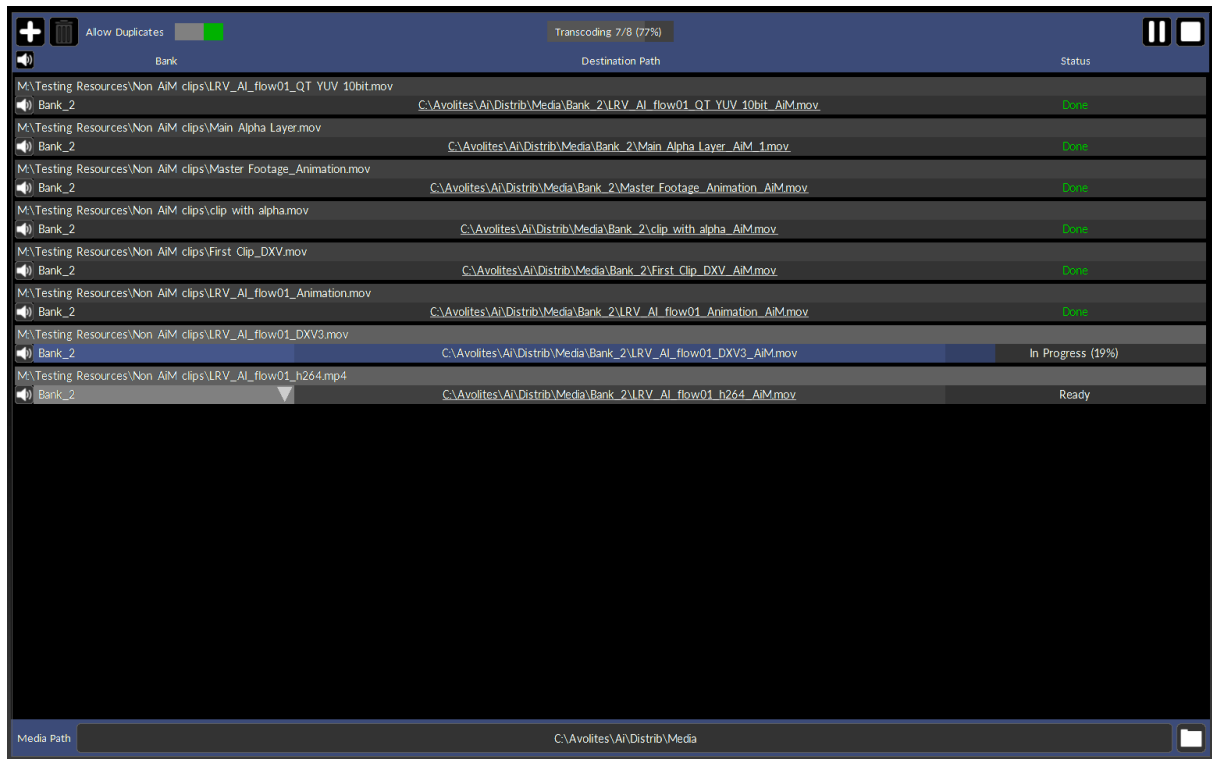 Allow Duplicates
Transcoding 7/8 (77%)
Bank Destination Path Status
M:\Testing Resources\Non AiM clips\LRV_AI_flow01_QT YUV 10bit.mov
Bank_2 C:\Avolites\Ai\Distrib\Media\Bank_2\LRV_AI_flow01_QT YUV 10bit_AiM.mov Done
M:\Testing Resources\Non AiM clips\Main Alpha Layer.mov
Bank_2 C:\Avolites\Ai\Distrib\Media\Bank_2\Main Alpha Layer_AiM_1.mov Done
M:\Testing Resources\Non AiM clips\Master Footage_Animation.mov
Bank_2 C:\Avolites\Ai\Distrib\Media\Bank_2\Master Footage_Animation_AiM.mov Done
M:\Testing Resources\Non AiM clips\clip with alpha.mov
Bank_2 C:\Avolites\Ai\Distrib\Media\Bank_2\clip with alpha_AiM.mov Done
M:\Testing Resources\Non AiM clips\First Clip_DXV.mov
Bank_2 C:\Avolites\Ai\Distrib\Media\Bank_2\First Clip_DXV_AiM.mov Done
M:\Testing Resources\Non AiM clips\LRV_AI_flow01_Animation.mov
Bank_2 C:\Avolites\Ai\Distrib\Media\Bank_2\LRV_AI_flow01_Animation_AiM.mov Done
M:\Testing Resources\Non AiM clips\LRV_AI_flow01_DXV3.mov
Bank_2 C:\Avolites\Ai\Distrib\Media\Bank_2\LRV_AI_flow01_DXV3_AiM.mov In Progress (19%)
M:\Testing Resources\Non AiM clips\LRV_AI_flow01_h264.mp4
Bank_2 C:\Avolites\Ai\Distrib\Media\Bank_2\LRV_AI_flow01_h264_AiM.mov Ready
Media Path C:\Avolites\Ai\Distrib\Media